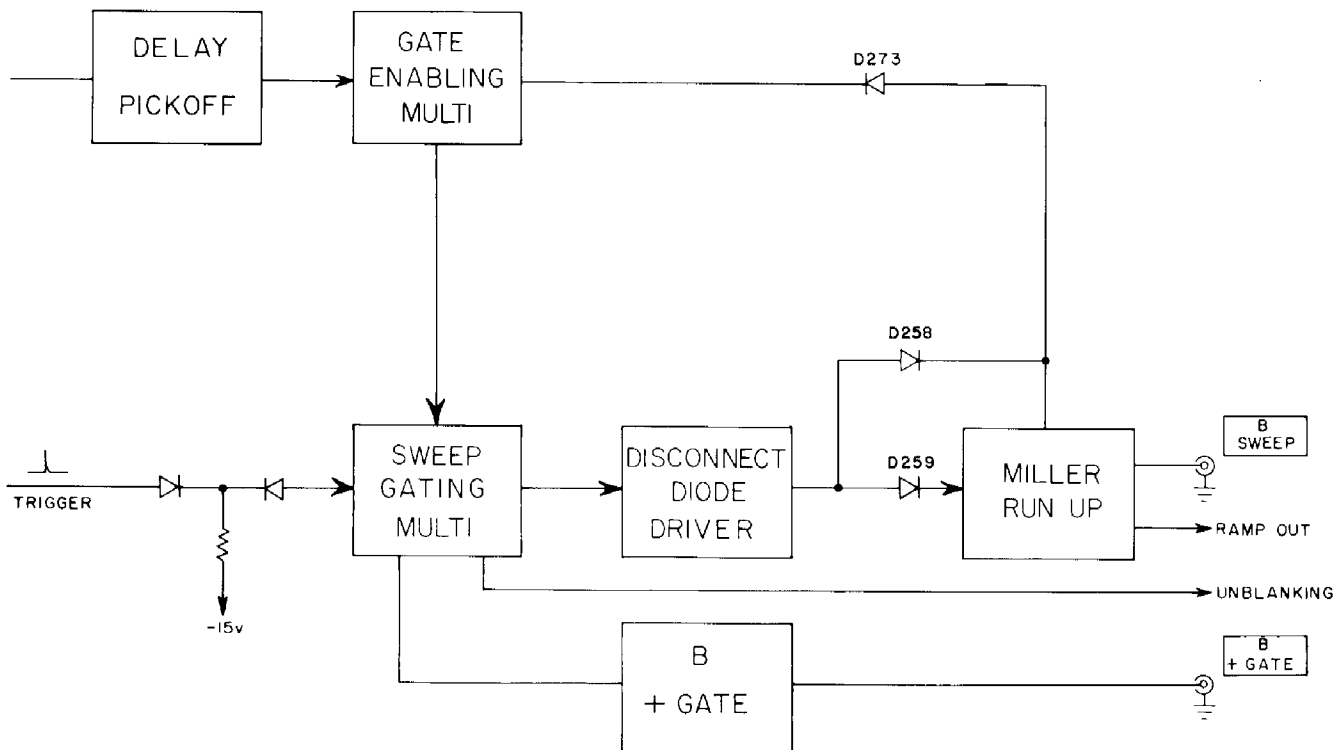 DELAY
PICKOFF
GATE
ENABLING
MULTI
D273
D258
D259
TRIGGER
-15v
SWEEP
GATING
MULTI
DISCONNECT
DIODE
DRIVER
MILLER
RUN UP
B
SWEEP
RAMP OUT
UNBLANKING
B
+ GATE
B
+ GATE